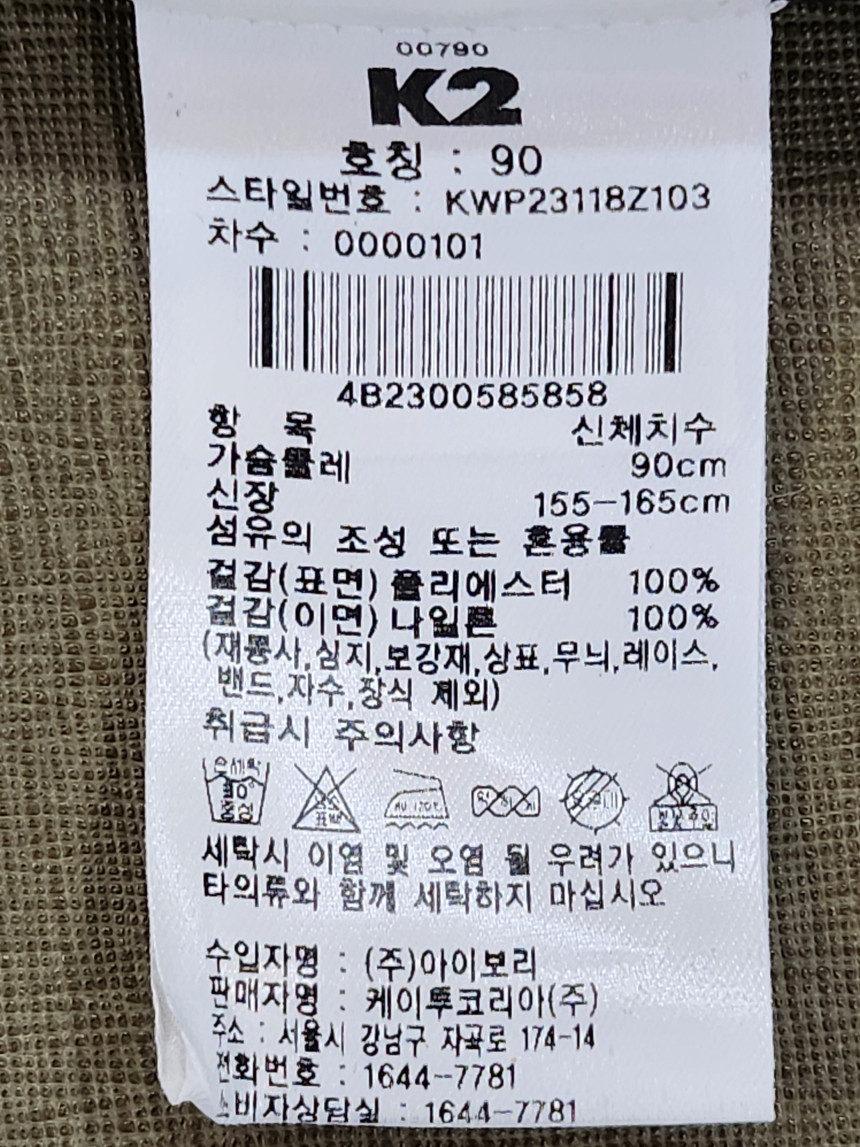 00790
K2
호칭 : 90
스타일번호 : KWP23118Z103
차수 : 0000101
4B2300585858
항 목 신체치수
가슴둘레 90cm
신장 155-165cm
섬유의 조성 또는 혼용률
겉감(표면) 폴리에스터 100%
겉감(이면) 나일론 100%
(재봉사,심지,보강재,상표,무늬,레이스,
밴드,자수,장식 제외)
취급시 주의사항
손세탁
중성
세탁시 이염 및 오염 될 우려가 있으니
타의류와 함께 세탁하지 마십시오
수입자명 : (주)아이보리
판매자명 : 케이투코리아(주)
주소 : 서울시 강남구 자곡로 174-14
전화번호 : 1644-7781
소비자상담실 : 1644-7781